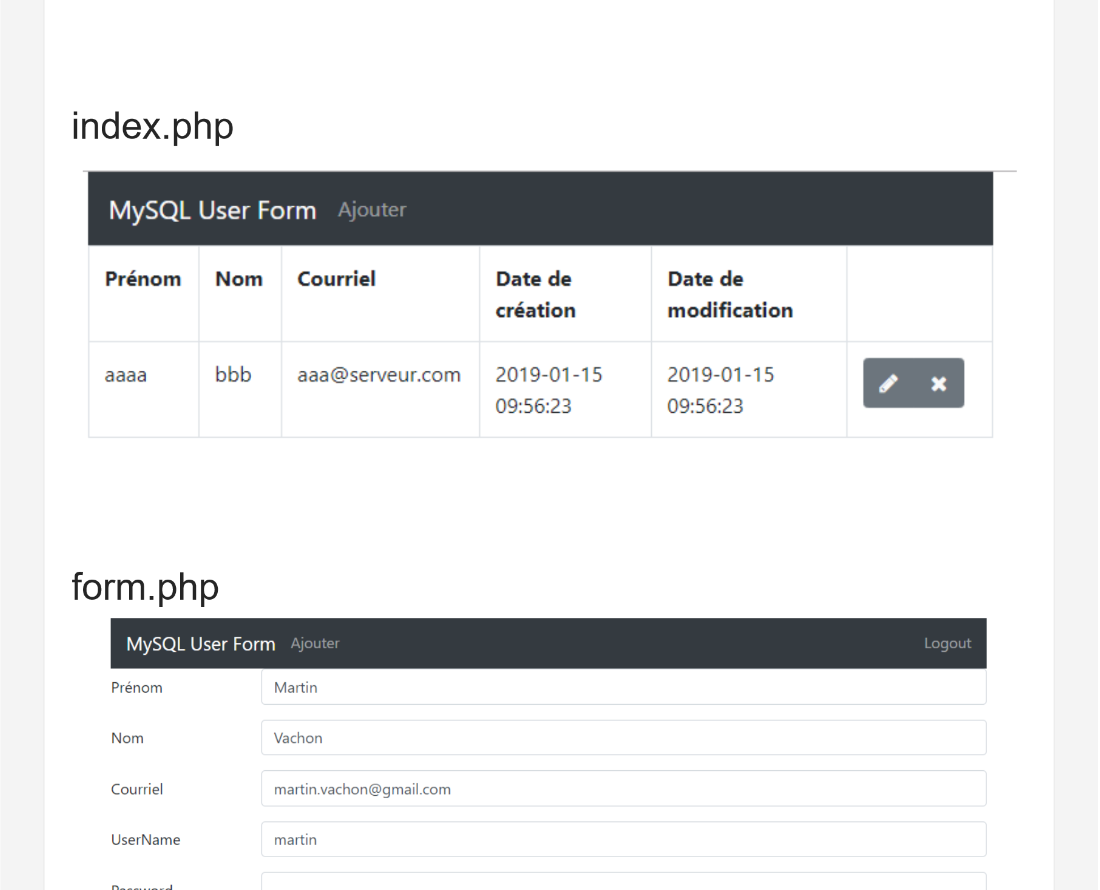 index.php
MySQL User Form Ajouter
Prénom Nom Courriel Date de création Date de modification
aaaa bbb aaa@serveur.com 2019-01-15 09:56:23 2019-01-15 09:56:23
form.php
MySQL User Form Ajouter Logout
Prénom Martin
Nom Vachon
Courriel martin.vachon@gmail.com
UserName martin
Password